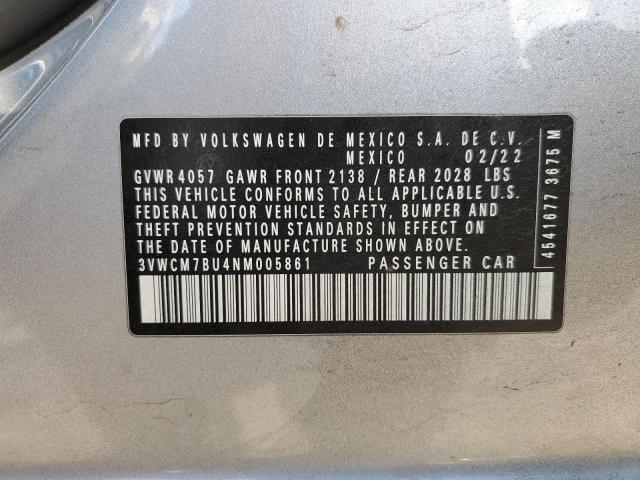 MFD BY VOLKSWAGEN DE MEXICO S.A. DE C.V.
MEXICO 02/22
GVWR 4057 GAWR FRONT 2138 / REAR 2028 LBS
THIS VEHICLE CONFORMS TO ALL APPLICABLE U.S.
FEDERAL MOTOR VEHICLE SAFETY, BUMPER AND
THEFT PREVENTION STANDARDS IN EFFECT ON
THE DATE OF MANUFACTURE SHOWN ABOVE.
3VWCM7BU4NM005861 PASSENGER CAR
4541677 3675 M